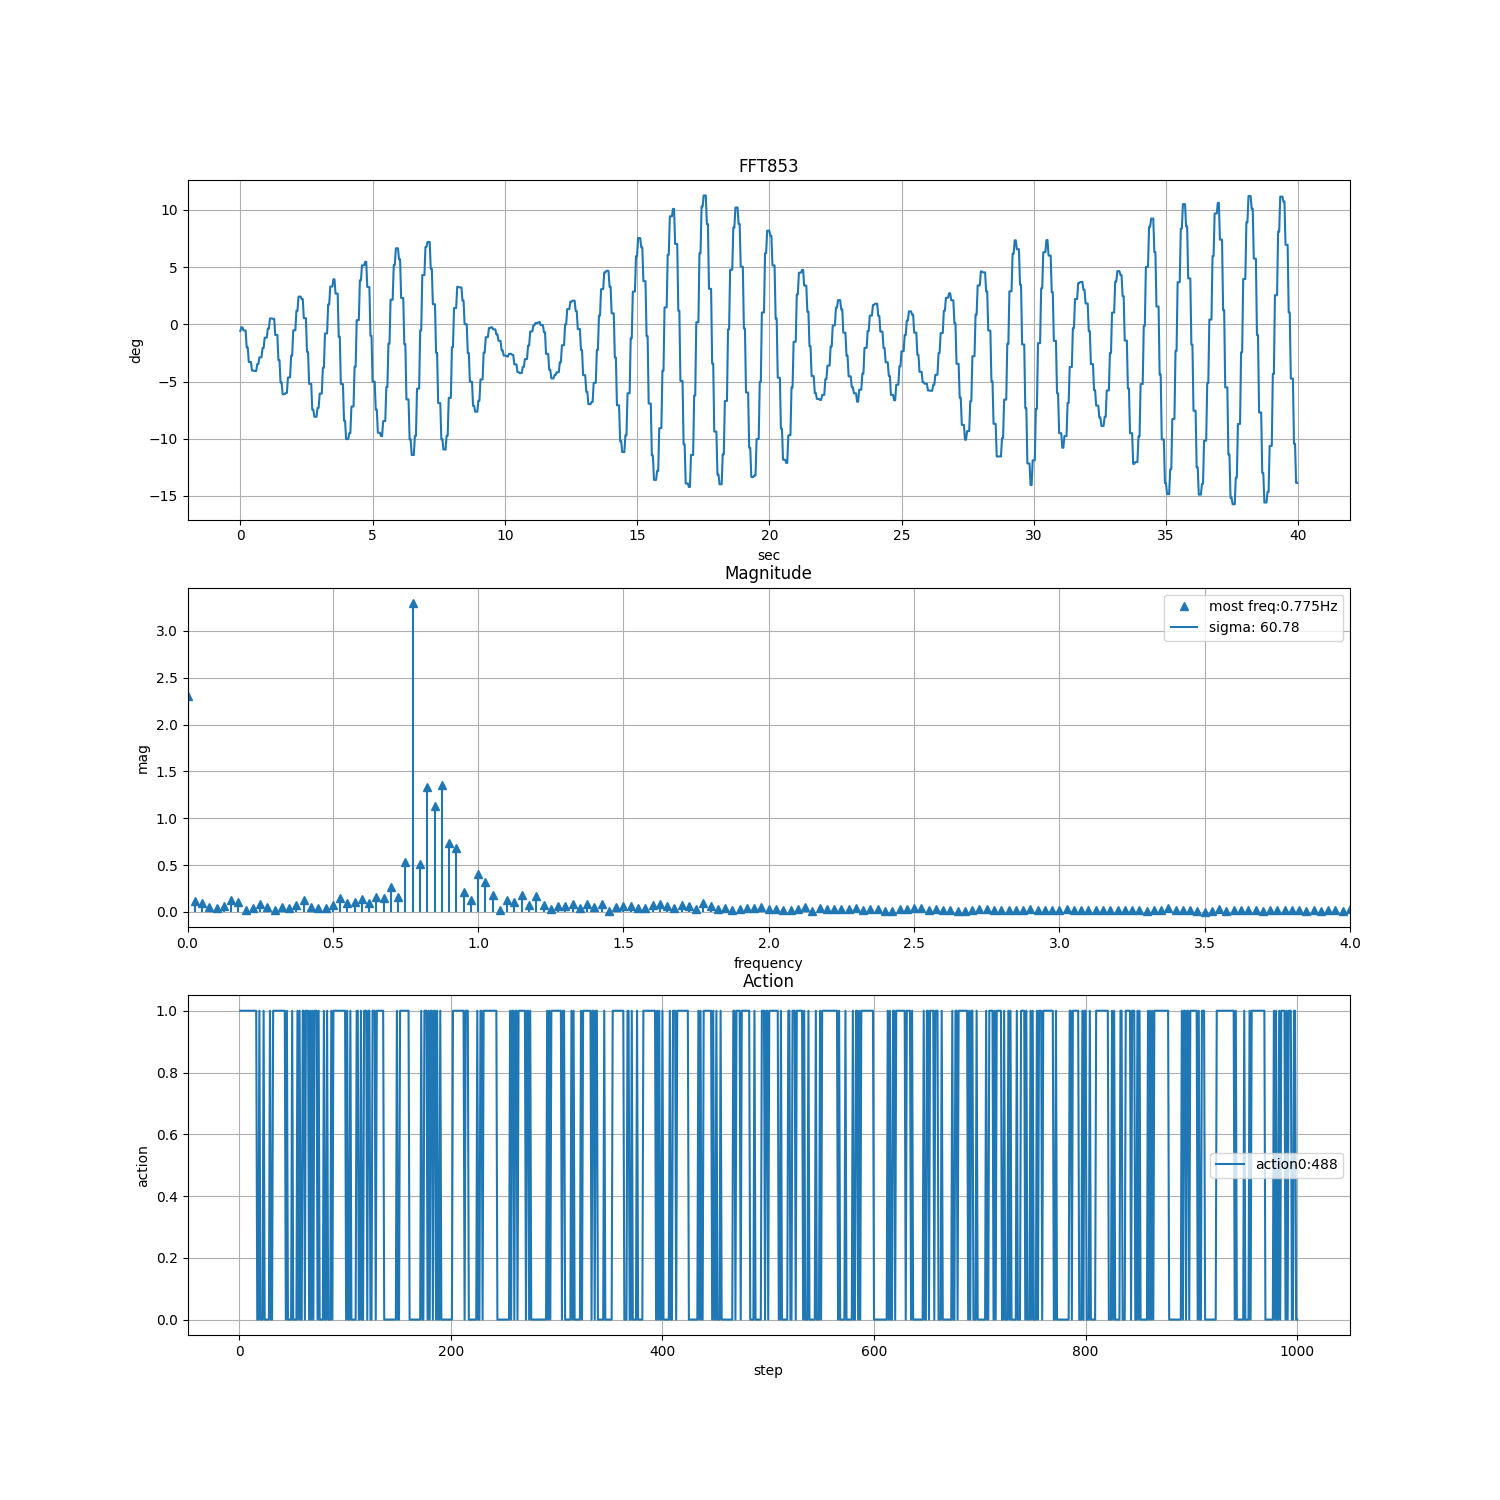 FFT853
10
5
0
−5
−10
−15
deg
0 5 10 15 20 25 30 35 40
sec
Magnitude
most freq:0.775Hz
sigma: 60.78
3.0
2.5
2.0
1.5
1.0
0.5
0.0
mag
0.0 0.5 1.0 1.5 2.0 2.5 3.0 3.5 4.0
frequency
Action
1.0
0.8
0.6
0.4
0.2
0.0
action
action0:488
0 200 400 600 800 1000
step